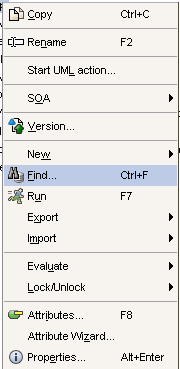 Copy Ctrl+C
Rename F2
Start UML action...
SOA
Version...
New
Find... Ctrl+F
Run F7
Export
Import
Evaluate
Lock/Unlock
Attributes... F8
Attribute Wizard...
Properties... Alt+Enter